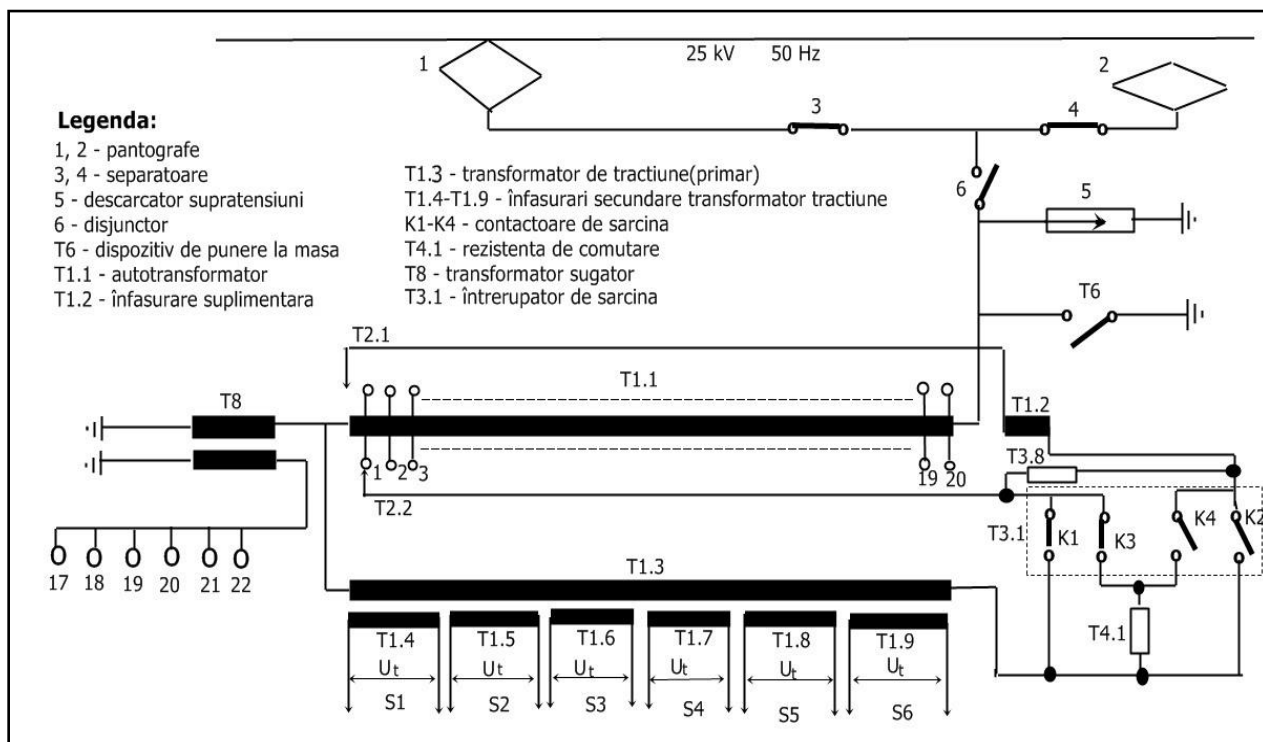 25 kV 50 Hz
1
2
3
4
Legenda:
1, 2 - pantografe
3, 4 - separatoare
5 - descarcator supratensiuni
6 - disjunctor
T6 - dispozitiv de punere la masa
T1.1 - autotransformator
T1.2 - înfasurare suplimentara
T1.3 - transformator de tractiune(primar)
T1.4-T1.9 - înfasurari secundare transformator tractiune
K1-K4 - contactoare de sarcina
T4.1 - rezistenta de comutare
T8 - transformator sugator
T3.1 - întrerupator de sarcina
6
5
T6
T2.1
T1.1
T8
T1.2
1 2 3
19 20
T3.8
T2.2
T3.1 K1 K3 K4 K2
17 18 19 20 21 22
T1.3
T4.1
T1.4 T1.5 T1.6 T1.7 T1.8 T1.9
Ut Ut Ut Ut Ut Ut
S1 S2 S3 S4 S5 S6